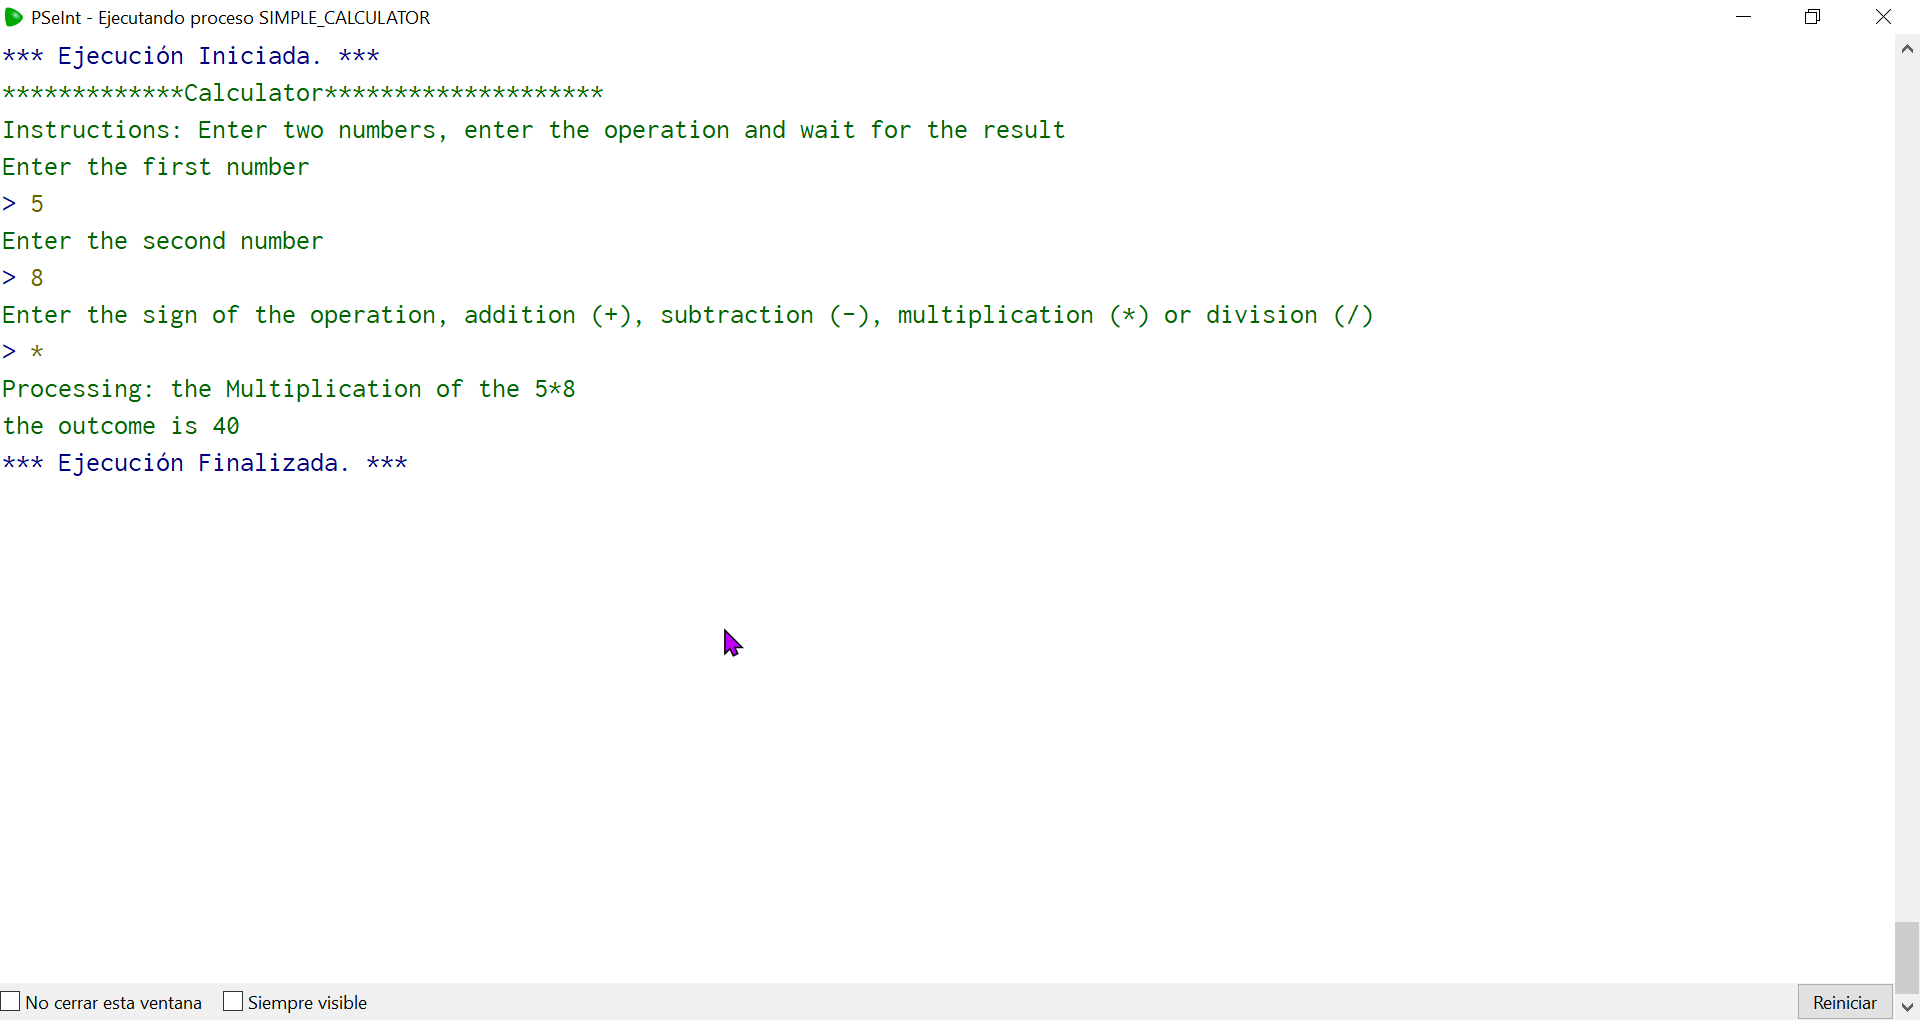 PSeInt - Ejecutando proceso SIMPLE_CALCULATOR
*** Ejecución Iniciada. ***
*************Calculator********************
Instructions: Enter two numbers, enter the operation and wait for the result
Enter the first number
> 5
Enter the second number
> 8
Enter the sign of the operation, addition (+), subtraction (-), multiplication (*) or division (/)
> *
Processing: the Multiplication of the 5*8
the outcome is 40
*** Ejecución Finalizada. ***
No cerrar esta ventana Siempre visible Reiniciar